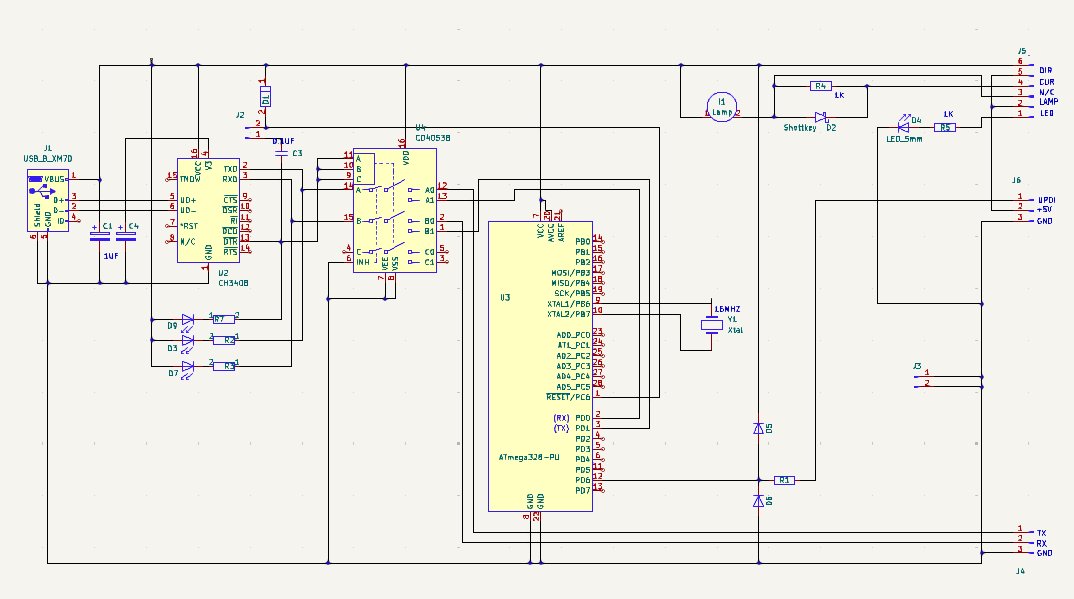 J5
6 DIR
5 CUR
4 N/C
3 LAMP
2 LED
1
R4
1K
I1
Lamp
1 2
Shottkey D2
D4
LED_5mm
1K
R5
J2
2
1
0.1UF
C3
U4
CD4053B
16
VDD
11 A
10 B
9 C
14 A
15 B
4 C
6 INH
VEE
VSS
7 8
A0 12
A1 13
B0 2
B1 1
C0 5
C1 3
J1
USB_B_XM7D
VBUS 1
D+ 3
D- 2
ID 4
Shield
GND
6 5
+ C1
+ C4
1UF
16 4
VCC
V3
15 TNOW
5 UD+
6 UD-
7 *RST
8 N/C
TXD 2
RXD 3
CTS 9
DSR 10
RI 11
DCD 12
DTR 13
RTS 14
GND
1
U2
CH340B
D9
R7
D3
R2
D7
R3
U3
ATmega328-PU
7 20 21
VCC
AVCC
AREF
PB0 14
PB1 15
PB2 16
MOSI/PB3 17
MISO/PB4 18
SCK/PB5 19
XTAL1/PB6 9
XTAL2/PB7 10
AD0_PC0 23
AT1_PC1 24
AD2_PC2 25
AD3_PC3 26
AD4_PC4 27
AD5_PC5 28
RESET/PC6 1
(RX) PD0 2
(TX) PD1 3
PD2 4
PD3 5
PD4 6
PD5 11
PD6 12
PD7 13
GND
GND
8 22
16MHZ
Y1
Xtal
D5
R1
D6
J6
1 UPDI
2 +5V
3 GND
J3
1
2
1 TX
2 RX
3 GND
J4